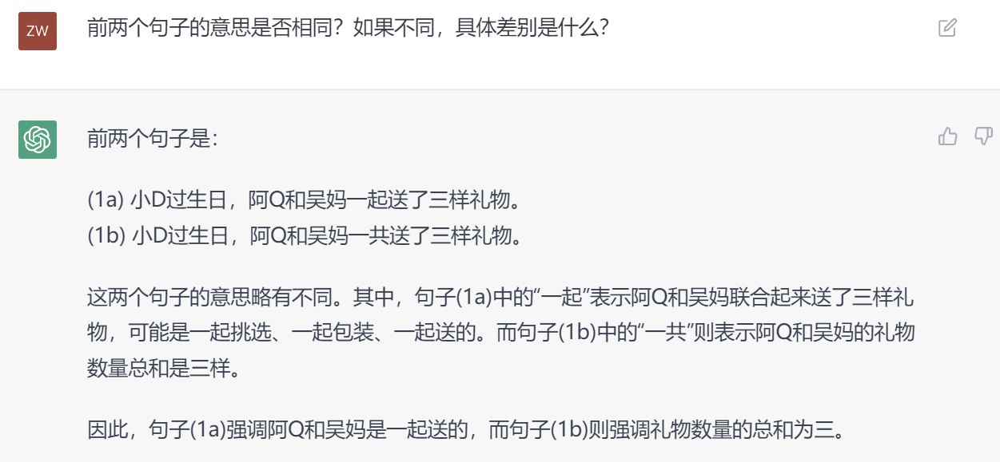 ZW
前两个句子的意思是否相同？如果不同，具体差别是什么？
前两个句子是：
(1a) 小D过生日，阿Q和吴妈一起送了三样礼物。
(1b) 小D过生日，阿Q和吴妈一共送了三样礼物。
这两个句子的意思略有不同。其中，句子(1a)中的“一起”表示阿Q和吴妈联合起来送了三样礼
物，可能是一起挑选、一起包装、一起送的。而句子(1b)中的“一共”则表示阿Q和吴妈的礼物
数量总和是三样。
因此，句子(1a)强调阿Q和吴妈是一起送的，而句子(1b)则强调礼物数量的总和为三。